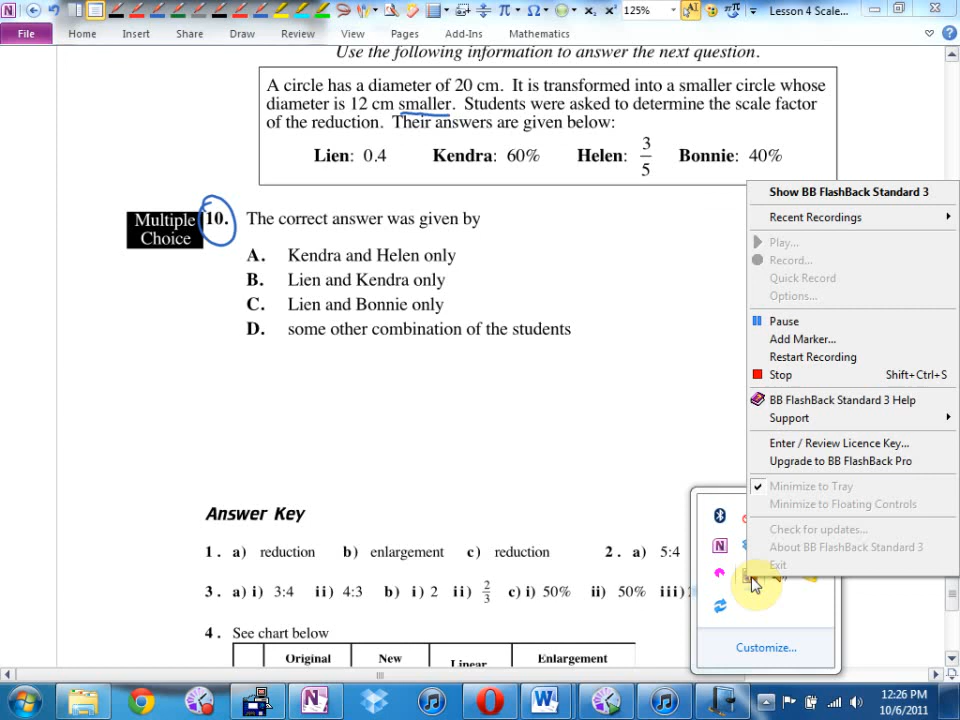 125%
Lesson 4 Scale...
File
Home
Insert
Share
Draw
Review
View
Pages
Add-Ins
Mathematics
Use the following information to answer the next question.
A circle has a diameter of 20 cm. It is transformed into a smaller circle whose
diameter is 12 cm smaller. Students were asked to determine the scale factor
of the reduction. Their answers are given below:
Lien: 0.4 Kendra: 60% Helen: 3/5 Bonnie: 40%
Multiple
Choice
10. The correct answer was given by
A. Kendra and Helen only
B. Lien and Kendra only
C. Lien and Bonnie only
D. some other combination of the students
Show BB FlashBack Standard 3
Recent Recordings
Play...
Record...
Quick Record
Options...
Pause
Add Marker...
Restart Recording
Stop Shift+Ctrl+S
BB FlashBack Standard 3 Help
Support
Enter / Review Licence Key...
Upgrade to BB FlashBack Pro
Minimize to Tray
Minimize to Floating Controls
Check for updates...
About BB FlashBack Standard 3
Exit
Answer Key
1. a) reduction b) enlargement c) reduction 2. a) 5:4
3. a) i) 3:4 ii) 4:3 b) i) 2 ii) 2/3 c) i) 50% ii) 50% iii)
4. See chart below
Original New Linear Enlargement
Customize...
12:26 PM
10/6/2011